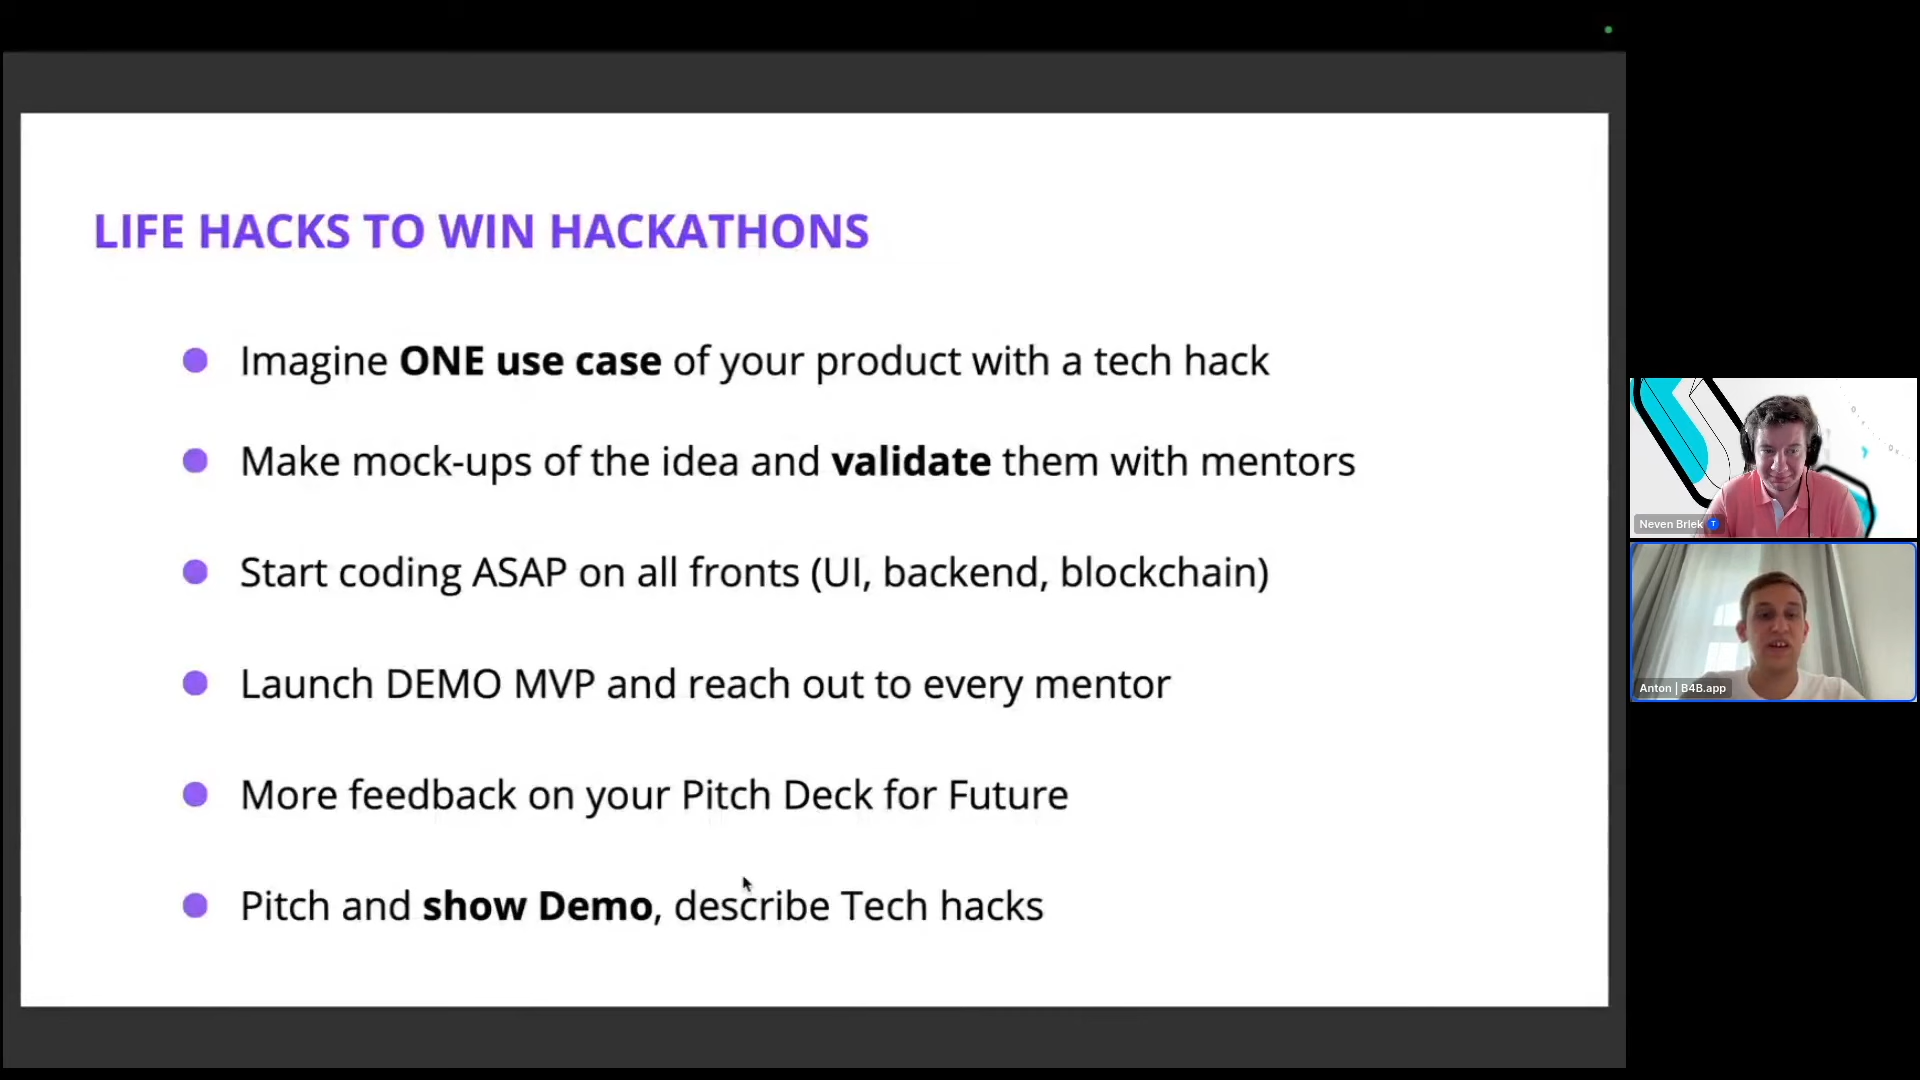 LIFE HACKS TO WIN HACKATHONS
Imagine ONE use case of your product with a tech hack
Make mock-ups of the idea and validate them with mentors
Start coding ASAP on all fronts (UI, backend, blockchain)
Launch DEMO MVP and reach out to every mentor
More feedback on your Pitch Deck for Future
Pitch and show Demo, describe Tech hacks
Neven Briek T
Anton | B4B.app